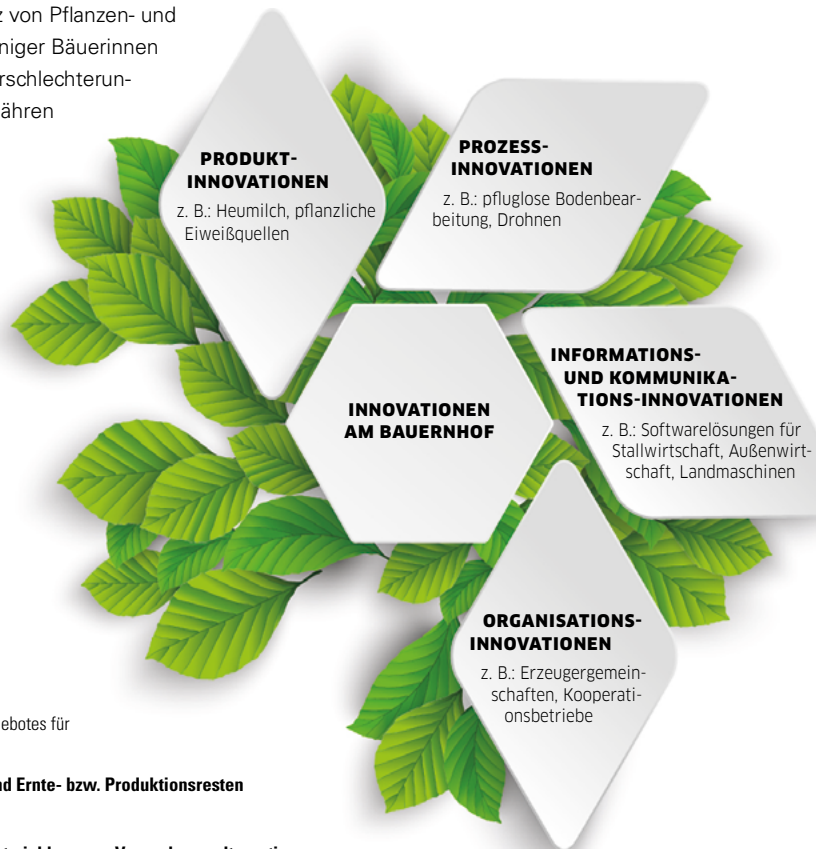 z von Pflanzen- und
niger Bäuerinnen
rschlechterun-
ähren
PRODUKT-
INNOVATIONEN
z. B.: Heumilch, pflanzliche
Eiweißquellen
PROZESS-
INNOVATIONEN
z. B.: pfluglose Bodenbear-
beitung, Drohnen
INFORMATIONS-
UND KOMMUNIKA-
TIONS-INNOVATIONEN
z. B.: Softwarelösungen für
Stallwirtschaft, Außenwirt-
schaft, Landmaschinen
INNOVATIONEN
AM BAUERNHOF
ORGANISATIONS-
INNOVATIONEN
z. B.: Erzeugergemein-
schaften, Kooperati-
onsbetriebe
ebotes für
nd Ernte- bzw. Produktionsresten